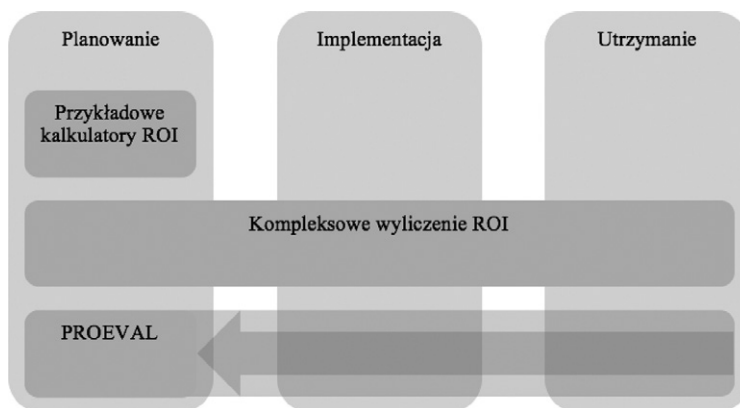 Planowanie
Implementacja
Utrzymanie
Przykładowe
kalkulatory ROI
Kompleksowe wyliczenie ROI
PROEVAL